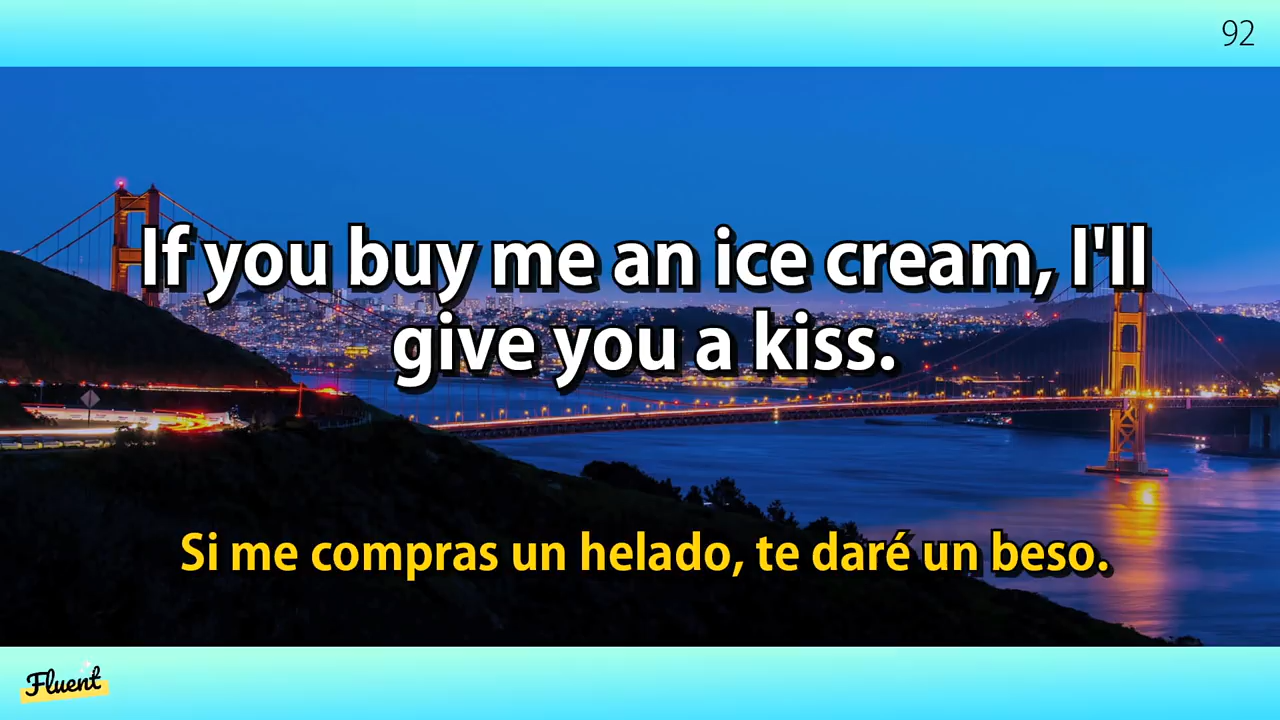 92
If you buy me an ice cream, I'll
give you a kiss.
Si me compras un helado, te daré un beso.
Fluent